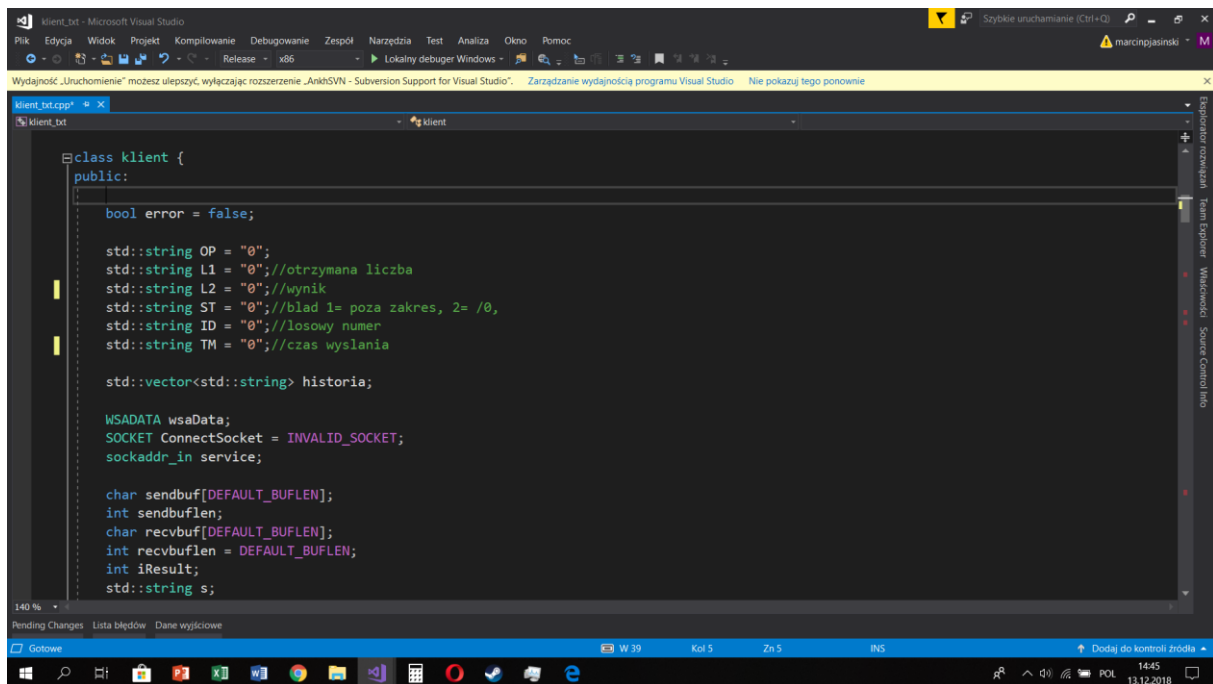 klient_txt - Microsoft Visual Studio
Szybkie uruchamianie (Ctrl+Q)
Plik Edycja Widok Projekt Kompilowanie Debugowanie Zespół Narzędzia Test Analiza Okno Pomoc
marcinpjasinski M
Release x86 Lokalny debuger Windows
Wydajność „Uruchomienie” możesz ulepszyć, wyłączając rozszerzenie „AnkhSVN - Subversion Support for Visual Studio”. Zarządzanie wydajnością programu Visual Studio Nie pokazuj tego ponownie
klient_txt.cpp*
klient_txt klient
class klient {
public:
bool error = false;
std::string OP = "0";
std::string L1 = "0";//otrzymana liczba
std::string L2 = "0";//wynik
std::string ST = "0";//blad 1= poza zakres, 2= /0,
std::string ID = "0";//losowy numer
std::string TM = "0";//czas wyslania
std::vector<std::string> historia;
WSADATA wsaData;
SOCKET ConnectSocket = INVALID_SOCKET;
sockaddr_in service;
char sendbuf[DEFAULT_BUFLEN];
int sendbuflen;
char recvbuf[DEFAULT_BUFLEN];
int recvbuflen = DEFAULT_BUFLEN;
int iResult;
std::string s;
Eksplorator rozwiązań
Team Explorer
Właściwości
Source Control Info
140 %
Pending Changes Lista błędów Dane wyjściowe
Gotowe W 39 Kol 5 Zn 5 INS Dodaj do kontroli źródła
POL 14:45
13.12.2018